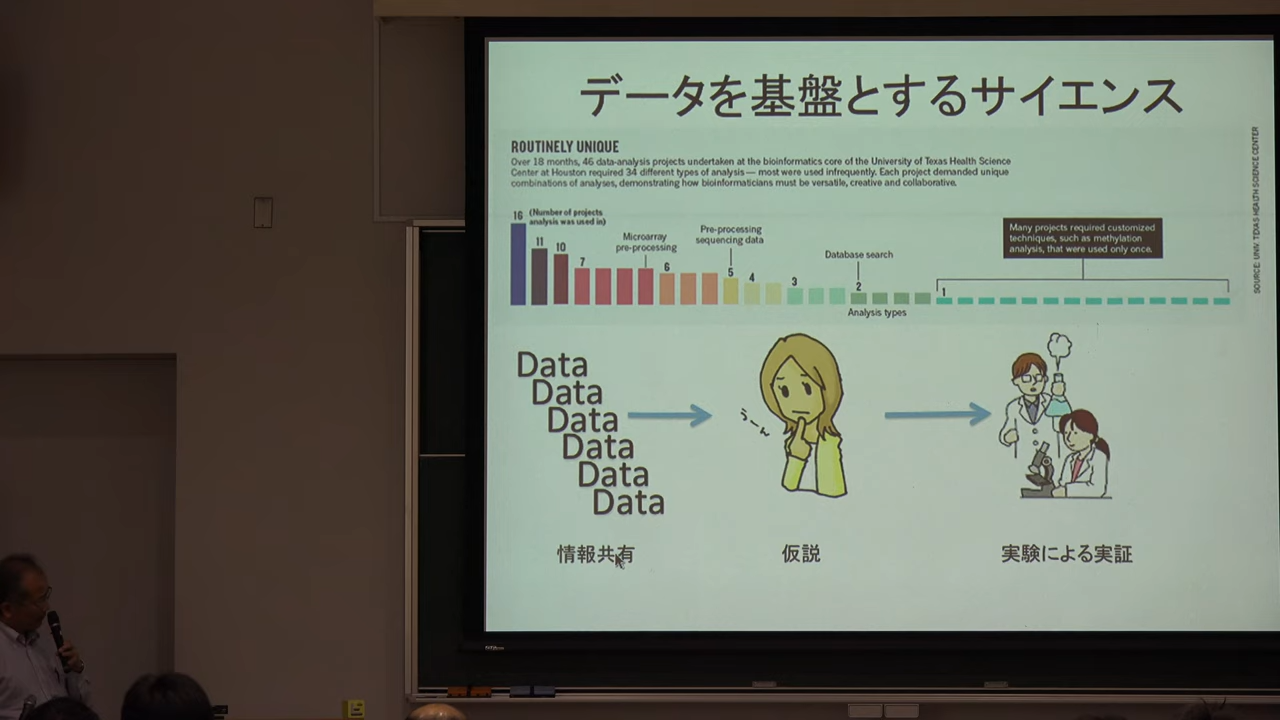 データを基盤とするサイエンス
ROUTINELY UNIQUE
Over 18 months, 46 data-analysis projects undertaken at the bioinformatics core of the University of Texas Health Science
Center at Houston required 34 different types of analysis — most were used infrequently. Each project demanded unique
combinations of analyses, demonstrating how bioinformaticians must be versatile, creative and collaborative.
SOURCE: UNIV. TEXAS HEALTH SCIENCE CENTER
16 (Number of projects
analysis was used in)
11
10
7
Microarray
pre-processing
6
Pre-processing
sequencing data
5
4
3
Database search
2
Many projects required customized
techniques, such as methylation
analysis, that were used only once.
1
Analysis types
Data
Data
Data
Data
Data
Data
うーん
情報共有
仮説
実験による実証